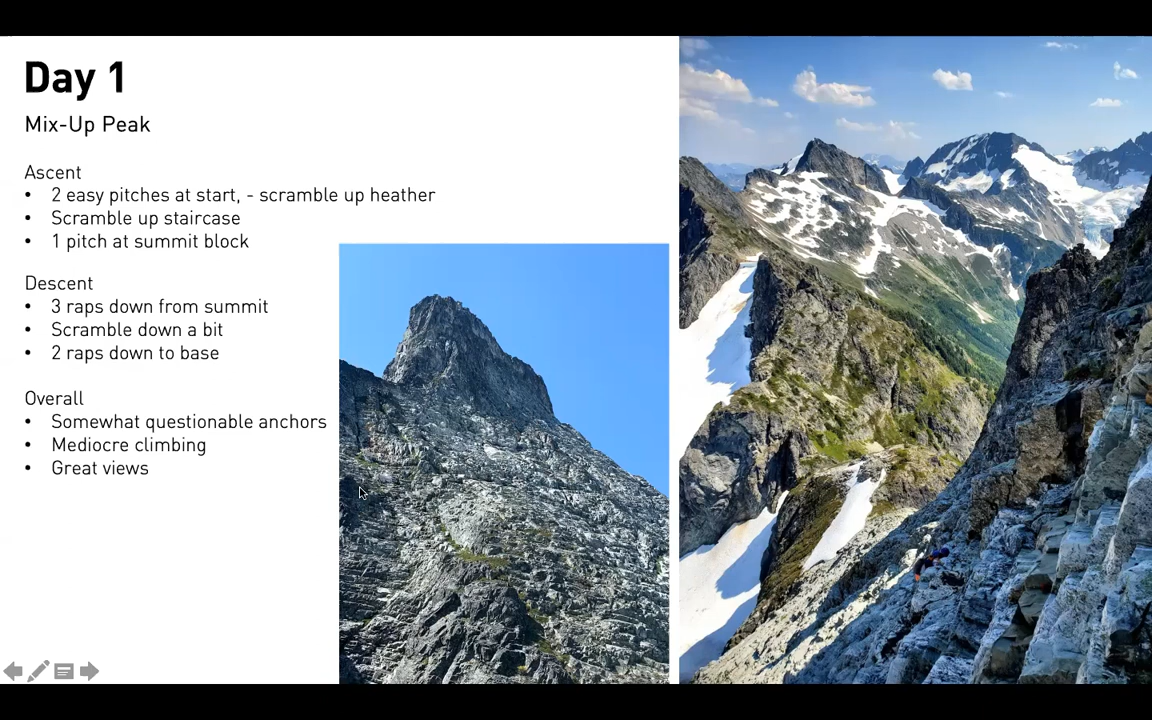 Day 1
Mix-Up Peak
Ascent
• 2 easy pitches at start, - scramble up heather
• Scramble up staircase
• 1 pitch at summit block
Descent
• 3 raps down from summit
• Scramble down a bit
• 2 raps down to base
Overall
• Somewhat questionable anchors
• Mediocre climbing
• Great views